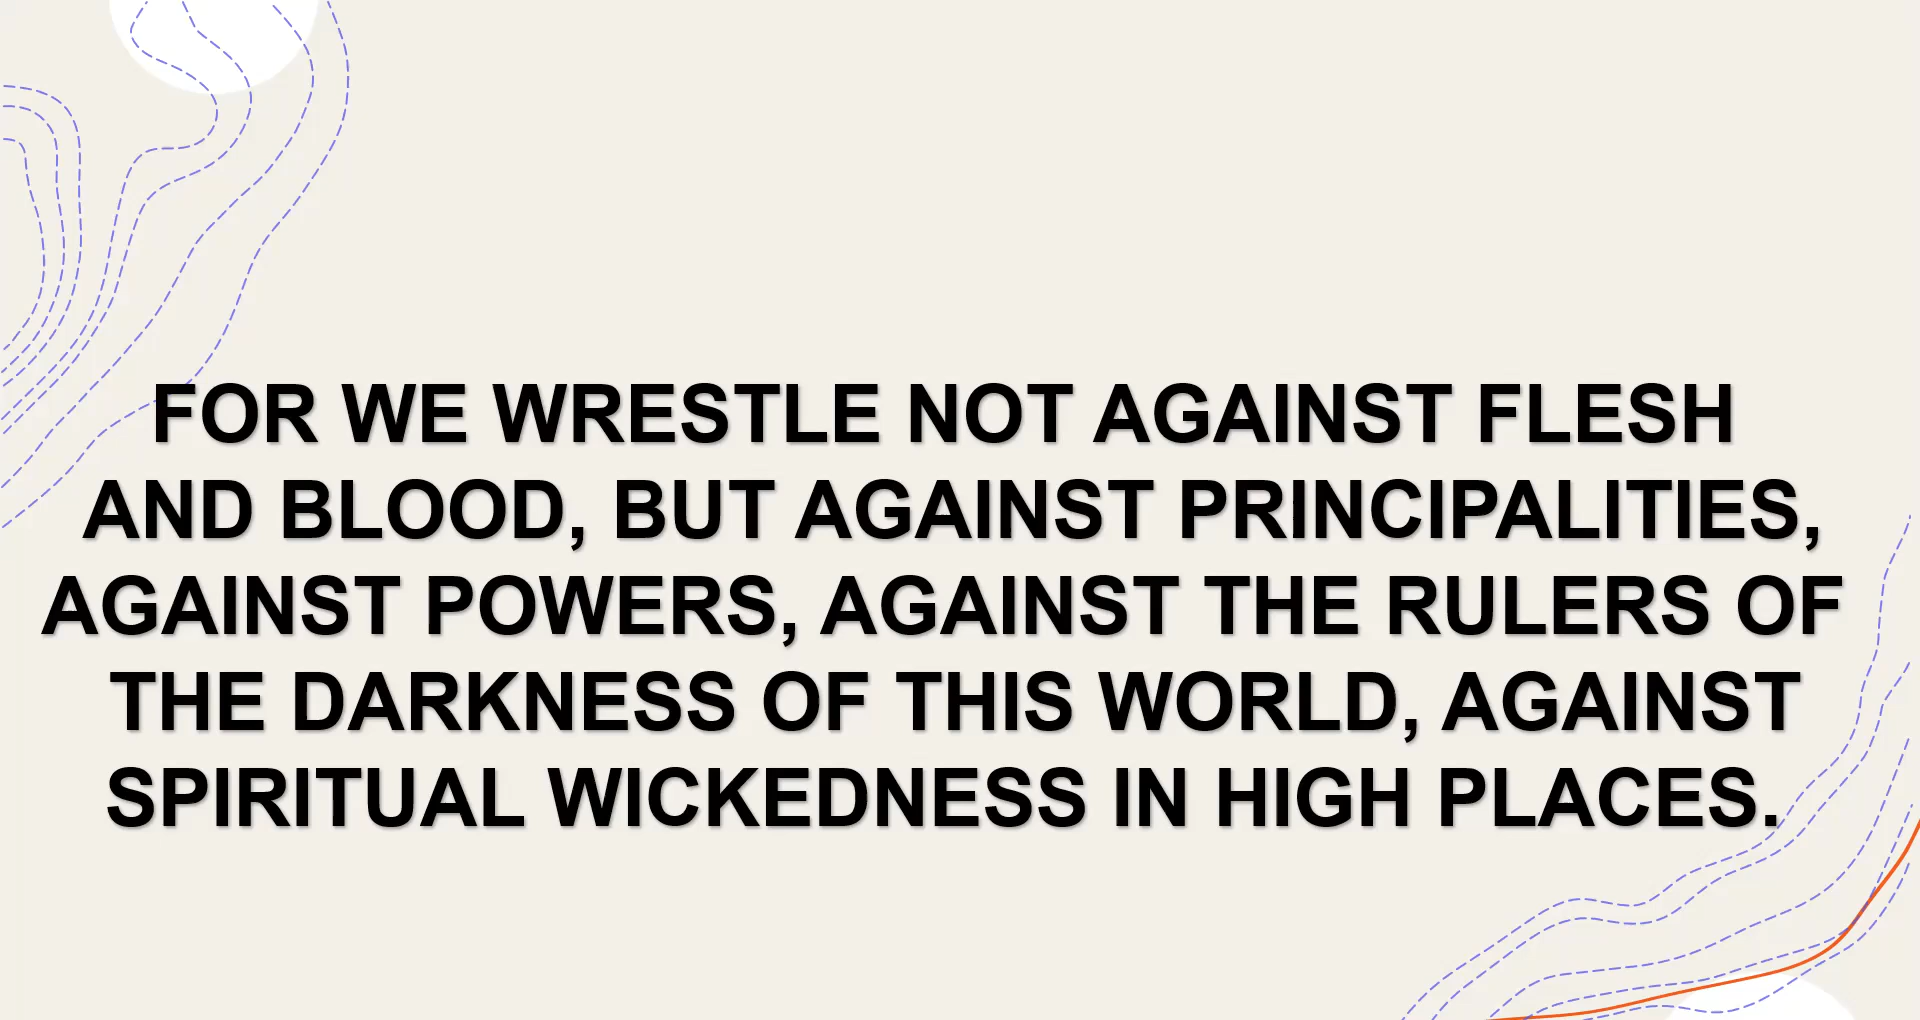 FOR WE WRESTLE NOT AGAINST FLESH
AND BLOOD, BUT AGAINST PRINCIPALITIES,
AGAINST POWERS, AGAINST THE RULERS OF
THE DARKNESS OF THIS WORLD, AGAINST
SPIRITUAL WICKEDNESS IN HIGH PLACES.